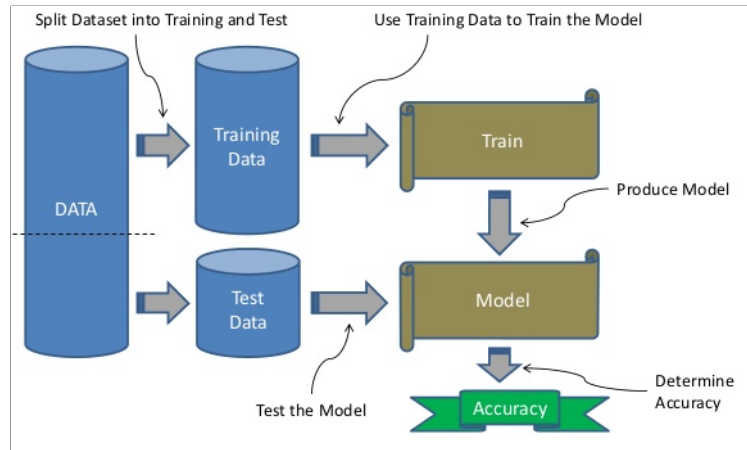 Split Dataset into Training and Test
Use Training Data to Train the Model
Training
Data
Train
DATA
Produce Model
Test
Data
Model
Test the Model
Determine
Accuracy
Accuracy